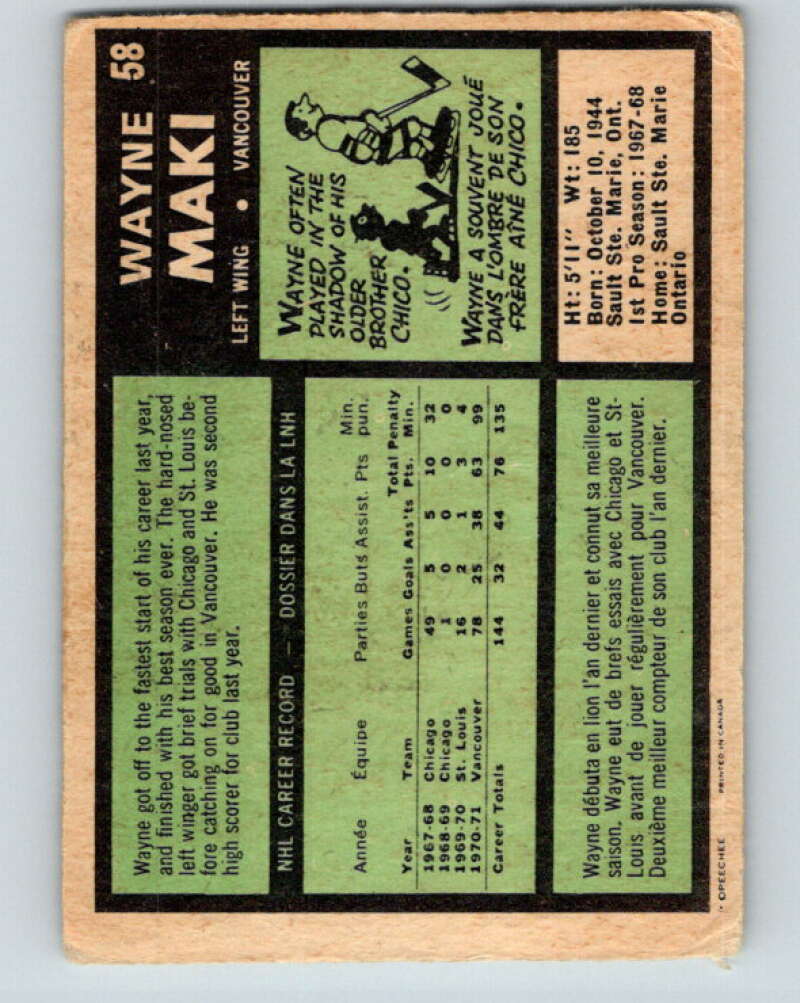 WAYNE 58
MAKI
LEFT WING • VANCOUVER
Wayne got off to the fastest start of his career last year,
and finished with his best season ever. The hard-nosed
left winger got brief trials with Chicago and St. Louis be-
fore catching on for good in Vancouver. He was second
high scorer for club last year.
WAYNE OFTEN
PLAYED IN THE
SHADOW OF HIS
OLDER
BROTHER
CHICO.
WAYNE A SOUVENT JOUÉ
DANS L'OMBRE DE SON
FRÈRE AÎNÉ CHICO.
NHL CAREER RECORD — DOSSIER DANS LA LNH
Min.
Année Équipe Parties Buts Assist. Pts pun.
Total Penalty
Year Team Games Goals Ass'ts Pts. Min.
1967-68 Chicago 49 5 5 10 32
1968-69 Chicago 1 0 0 0 0
1969-70 St. Louis 16 2 1 3 4
1970-71 Vancouver 78 25 38 63 99
Career Totals 144 32 44 76 135
Ht: 5'11" Wt: 185
Born: October 10, 1944
Sault Ste. Marie, Ont.
1st Pro Season: 1967-68
Home: Sault Ste. Marie
Ontario
Wayne débuta en lion l'an dernier et connut sa meilleure
saison. Wayne eut de brefs essais avec Chicago et St-
Louis avant de jouer régulièrement pour Vancouver.
Deuxième meilleur compteur de son club l'an dernier.
• OPEECHEE PRINTED IN CANADA